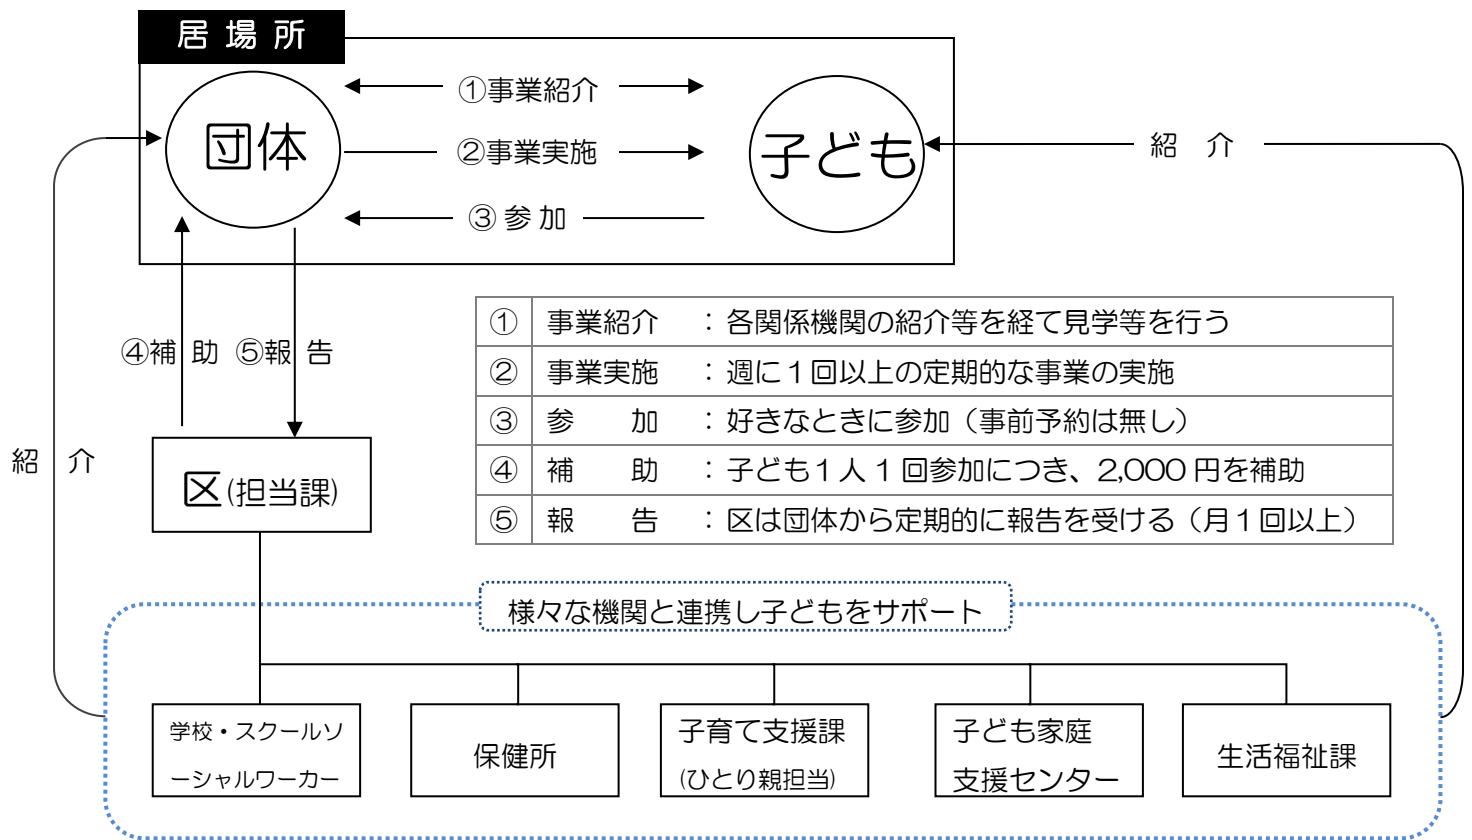 居場所
①事業紹介
団体
②事業実施
子ども
③参加
紹介
④補助
⑤報告
紹介
区(担当課)
① 事業紹介 ：各関係機関の紹介等を経て見学等を行う
② 事業実施 ：週に１回以上の定期的な事業の実施
③ 参加 ：好きなときに参加（事前予約は無し）
④ 補助 ：子ども１人１回参加につき、2,000円を補助
⑤ 報告 ：区は団体から定期的に報告を受ける（月１回以上）
様々な機関と連携し子どもをサポート
学校・スクールソ
ーシャルワーカー
保健所
子育て支援課
(ひとり親担当)
子ども家庭
支援センター
生活福祉課